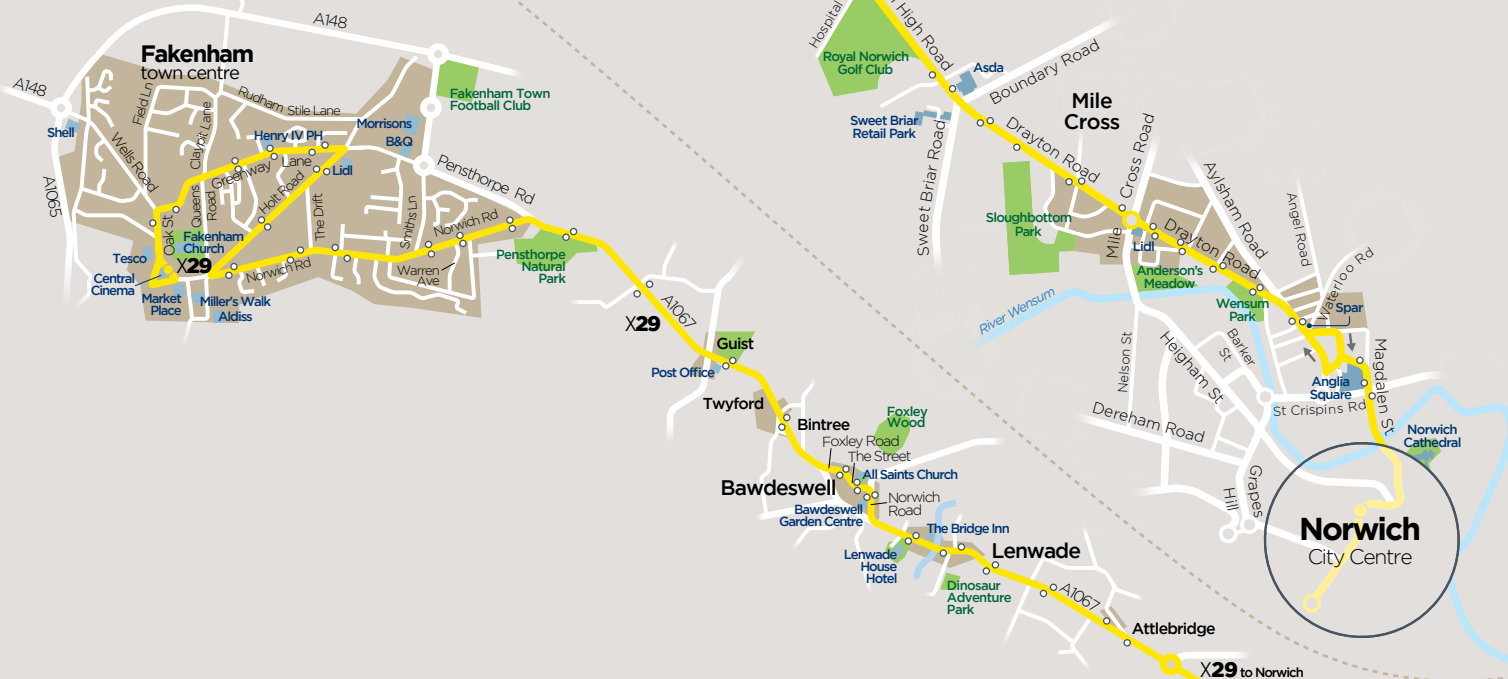 A148
A148
Fakenham
town centre
Field Ln
Rudham Stile Lane
Fakenham Town
Football Club
Shell
Wells Road
Claypit Lane
Henry IV PH
Morrisons
B&Q
Lidl
Greenway Lane
Pensthorpe Rd
A1065
Oak St
Queens
Road
Holt Road
The Drift
Smiths Ln
Norwich Rd
Fakenham
Church
Tesco
X29
Central
Cinema
Norwich Rd
Warren
Ave
Market
Place
Miller's Walk
Aldiss
Pensthorpe
Natural
Park
A1067
X29
Guist
Post Office
Twyford
Bintree
Foxley
Wood
Foxley Road
The Street
All Saints Church
Bawdeswell
Norwich
Road
Bawdeswell
Garden Centre
The Bridge Inn
Lenwade
House
Hotel
Lenwade
Dinosaur
Adventure
Park
A1067
Attlebridge
X29 to Norwich
Hospital
High Road
Royal Norwich
Golf Club
Asda
Boundary Road
Sweet Briar
Retail Park
Mile
Cross
Drayton Road
Sweet Briar Road
Mile Cross Road
Aylsham Road
Angel Road
Sloughbottom
Park
Lidl
Drayton Road
Anderson's
Meadow
Wensum
Park
Waterloo Rd
Spar
River Wensum
Nelson St
Heigham St
Barker
St
Anglia
Square
Magdalen St
St Crispins Rd
Dereham Road
Norwich
Cathedral
Grapes
Hill
Norwich
City Centre